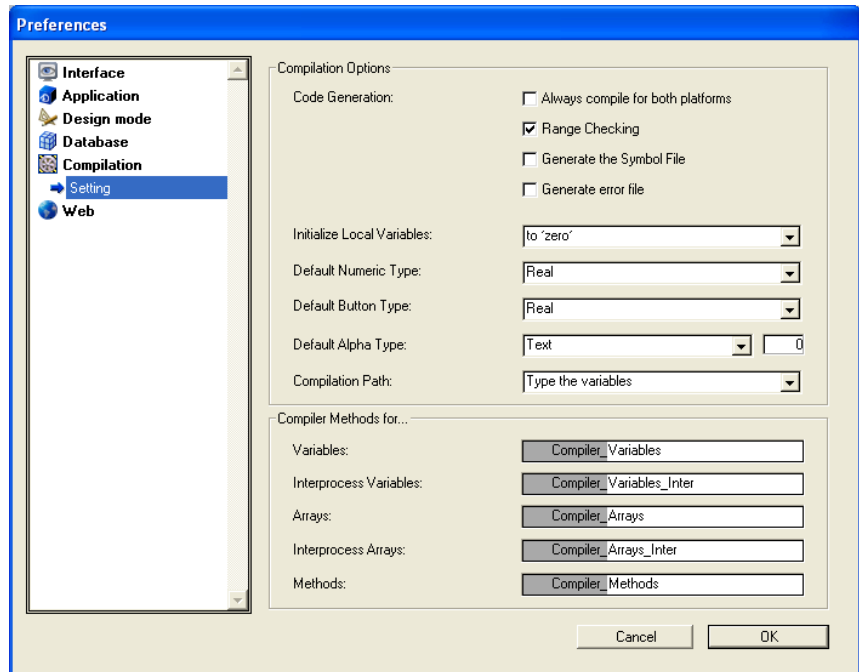 Preferences
Interface
Application
Design mode
Database
Compilation
Setting
Web
Compilation Options
Code Generation:
Always compile for both platforms
Range Checking
Generate the Symbol File
Generate error file
Initialize Local Variables: to 'zero'
Default Numeric Type: Real
Default Button Type: Real
Default Alpha Type: Text 0
Compilation Path: Type the variables
Compiler Methods for...
Variables: Compiler_Variables
Interprocess Variables: Compiler_Variables_Inter
Arrays: Compiler_Arrays
Interprocess Arrays: Compiler_Arrays_Inter
Methods: Compiler_Methods
Cancel OK